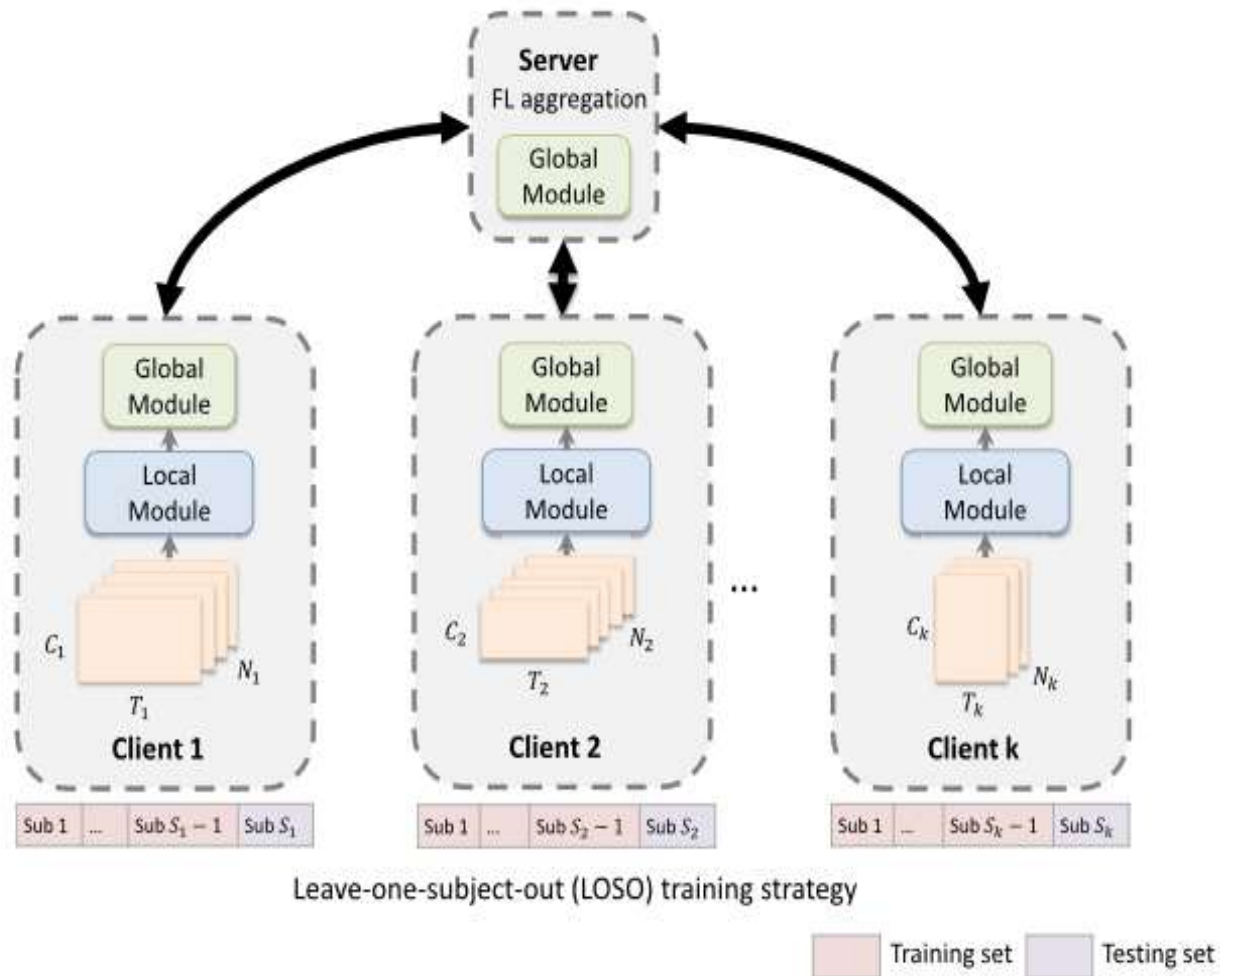 Server
FL aggregation
Global
Module
Global
Module
Local
Module
C₁
N₁
T₁
Client 1
Global
Module
Local
Module
C₂
N₂
T₂
Client 2
...
Global
Module
Local
Module
Cₖ
Nₖ
Tₖ
Client k
Sub 1 ... Sub S₁ − 1 Sub S₁
Sub 1 ... Sub S₂ − 1 Sub S₂
Sub 1 ... Sub Sₖ − 1 Sub Sₖ
Leave-one-subject-out (LOSO) training strategy
Training set Testing set